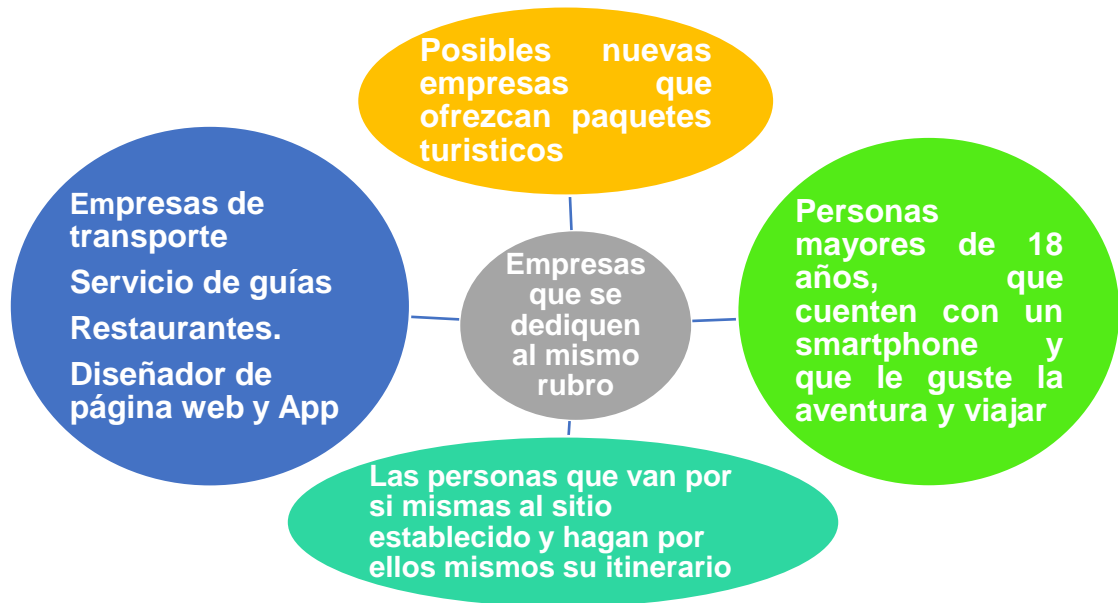 Posibles nuevas
empresas que
ofrezcan paquetes
turisticos
Empresas de
transporte
Servicio de guías
Restaurantes.
Diseñador de
página web y App
Empresas
que se
dediquen
al mismo
rubro
Personas
mayores de 18
años, que
cuenten con un
smartphone y
que le guste la
aventura y viajar
Las personas que van por
si mismas al sitio
establecido y hagan por
ellos mismos su itinerario